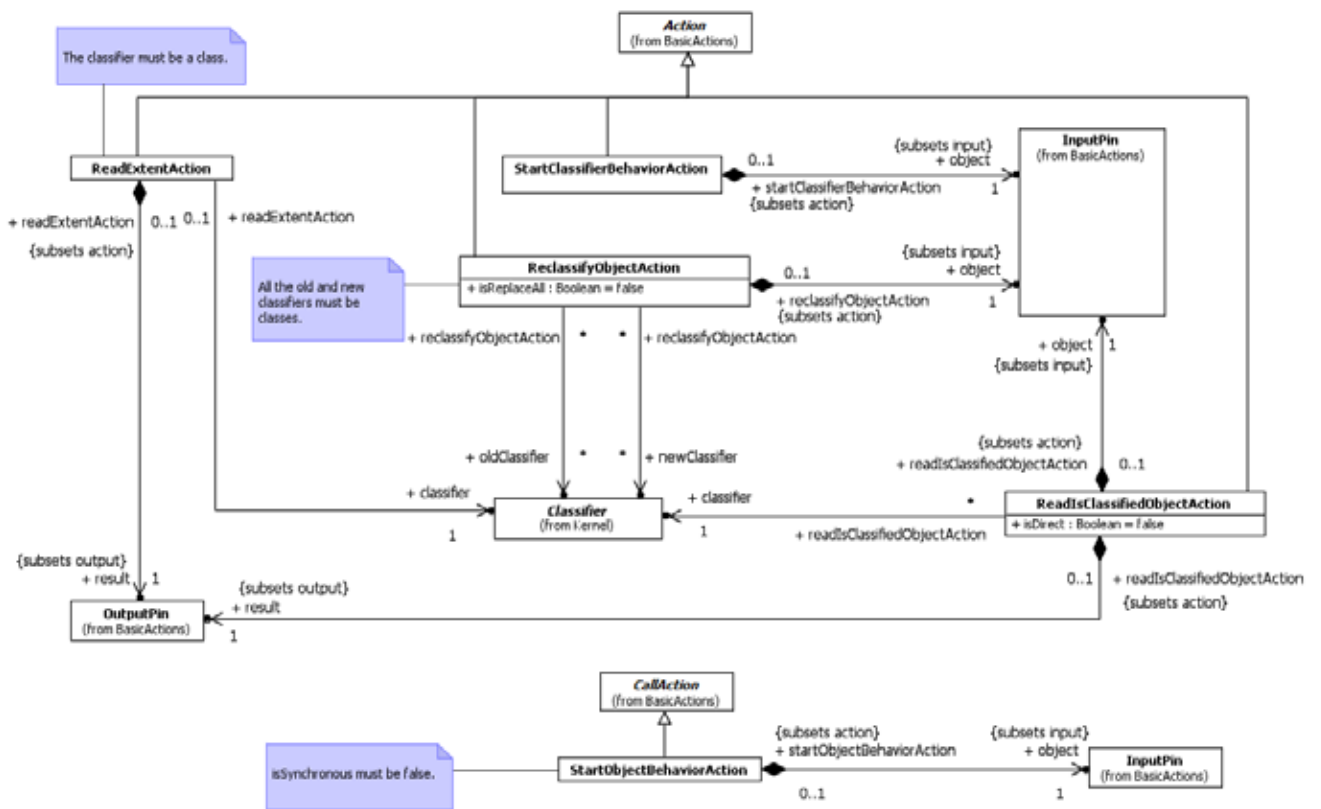 Action
(from BasicActions)
The classifier must be a class.
ReadExtentAction
StartClassifierBehaviorAction
0..1
+ startClassifierBehaviorAction
{subsets action}
{subsets input}
+ object
1
InputPin
(from BasicActions)
+ readExtentAction
{subsets action}
0..1
0..1
+ readExtentAction
All the old and new
classifiers must be
classes.
ReclassifyObjectAction
+ isReplaceAll : Boolean = false
0..1
+ reclassifyObjectAction
{subsets action}
{subsets input}
+ object
1
+ reclassifyObjectAction
*
*
+ reclassifyObjectAction
+ object
1
{subsets input}
+ oldClassifier
*
*
+ newClassifier
{subsets action}
+ readIsClassifiedObjectAction
0..1
+ classifier
1
Classifier
(from Kernel)
+ classifier
1
*
+ readIsClassifiedObjectAction
ReadIsClassifiedObjectAction
+ isDirect : Boolean = false
{subsets output}
+ result
1
{subsets output}
+ result
1
0..1
+ readIsClassifiedObjectAction
{subsets action}
OutputPin
(from BasicActions)
CallAction
(from BasicActions)
isSynchronous must be false.
StartObjectBehaviorAction
{subsets action}
+ startObjectBehaviorAction
0..1
{subsets input}
+ object
1
InputPin
(from BasicActions)